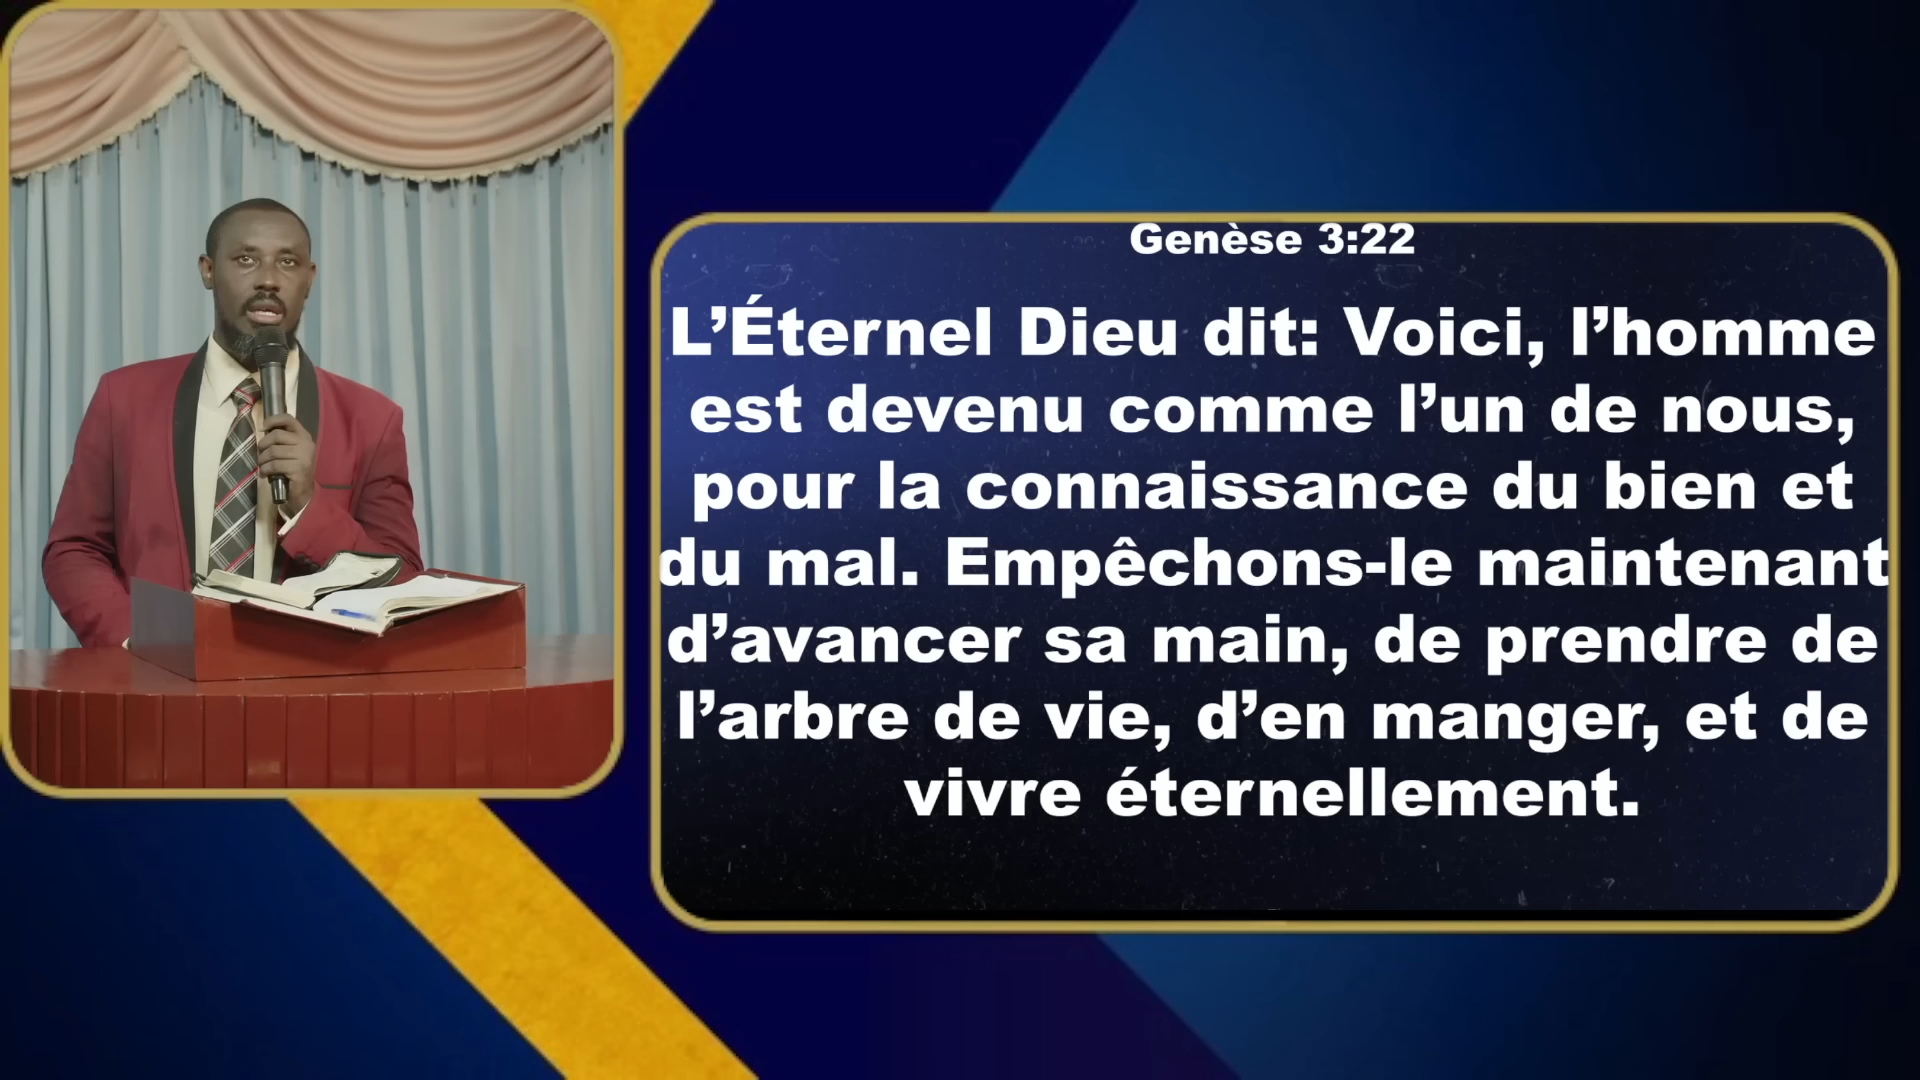 Genèse 3:22
L’Éternel Dieu dit: Voici, l’homme
est devenu comme l’un de nous,
pour la connaissance du bien et
du mal. Empêchons-le maintenant
d’avancer sa main, de prendre de
l’arbre de vie, d’en manger, et de
vivre éternellement.